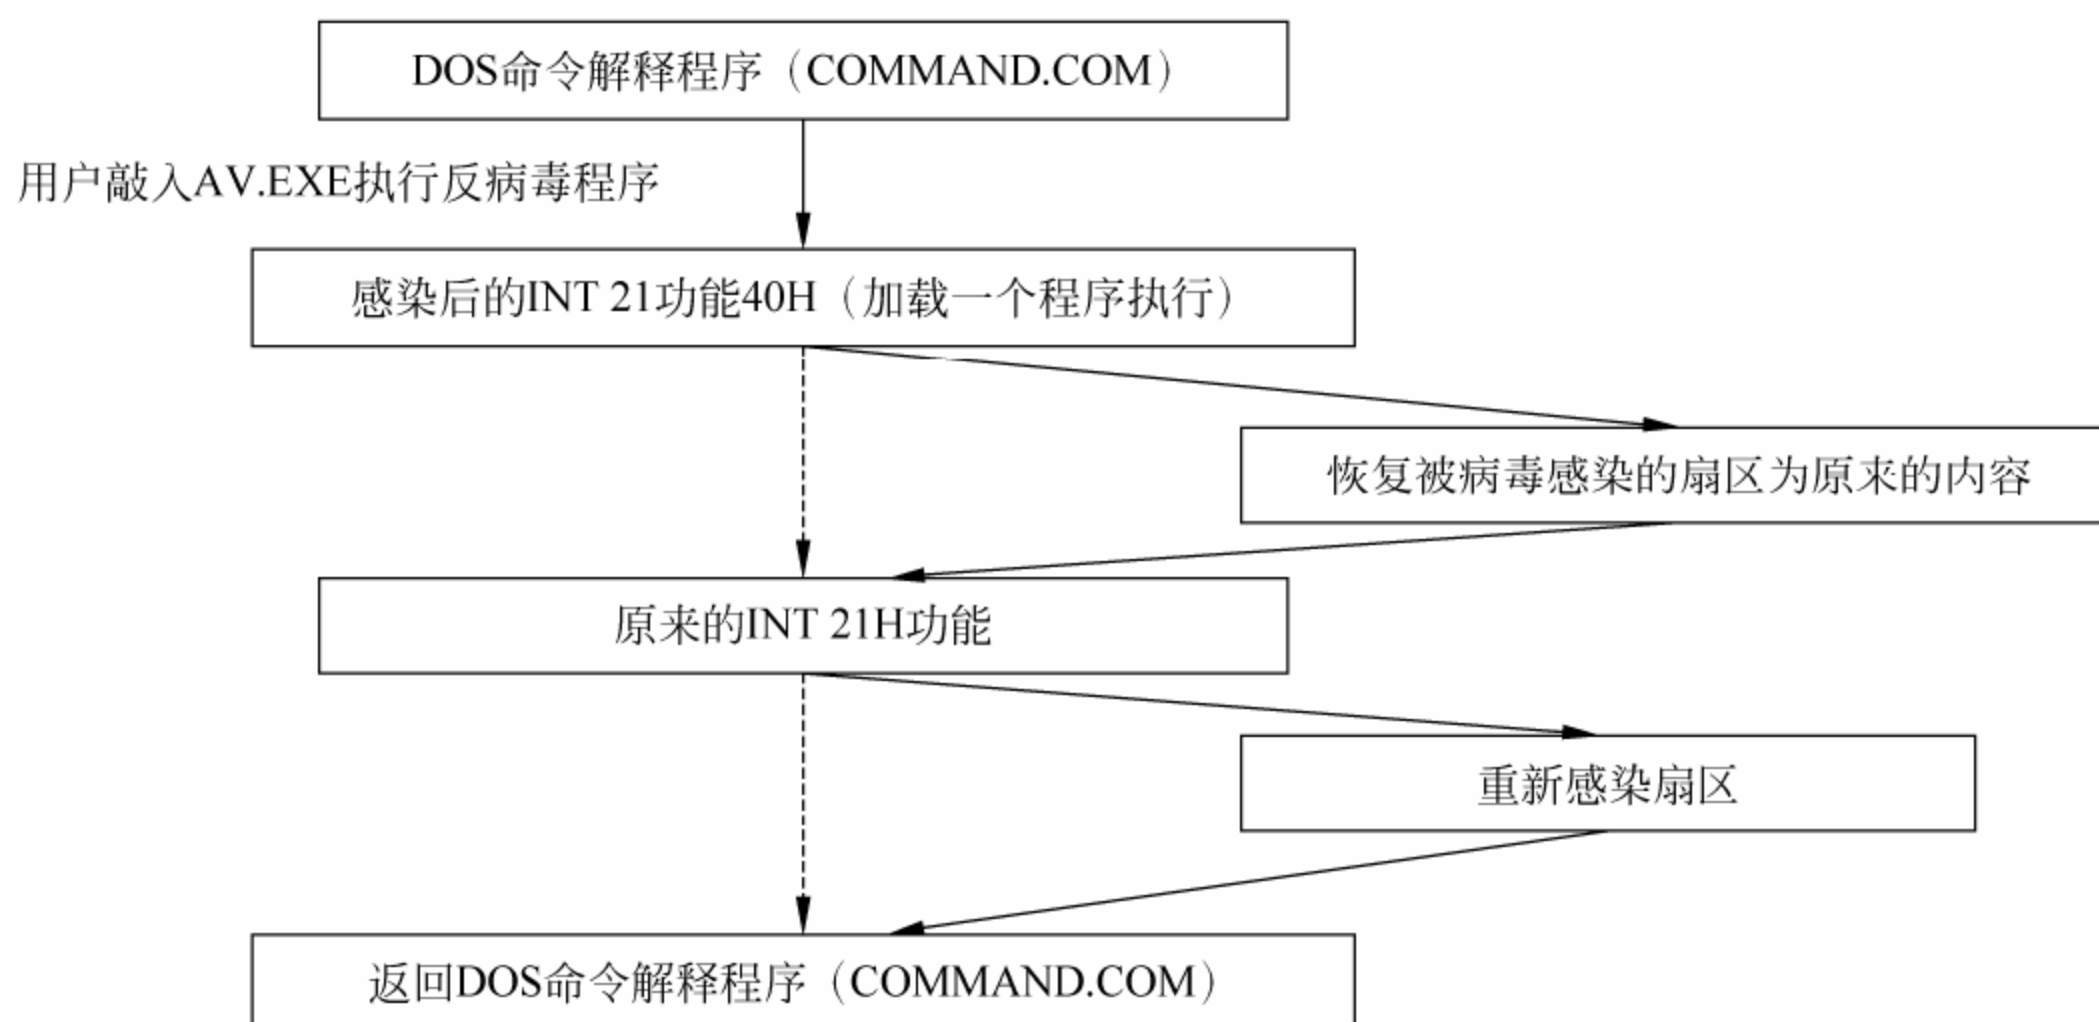 DOS命令解释程序（COMMAND.COM）
用户敲入AV.EXE执行反病毒程序
感染后的INT 21功能40H（加载一个程序执行）
恢复被病毒感染的扇区为原来的内容
原来的INT 21H功能
重新感染扇区
返回DOS命令解释程序（COMMAND.COM）